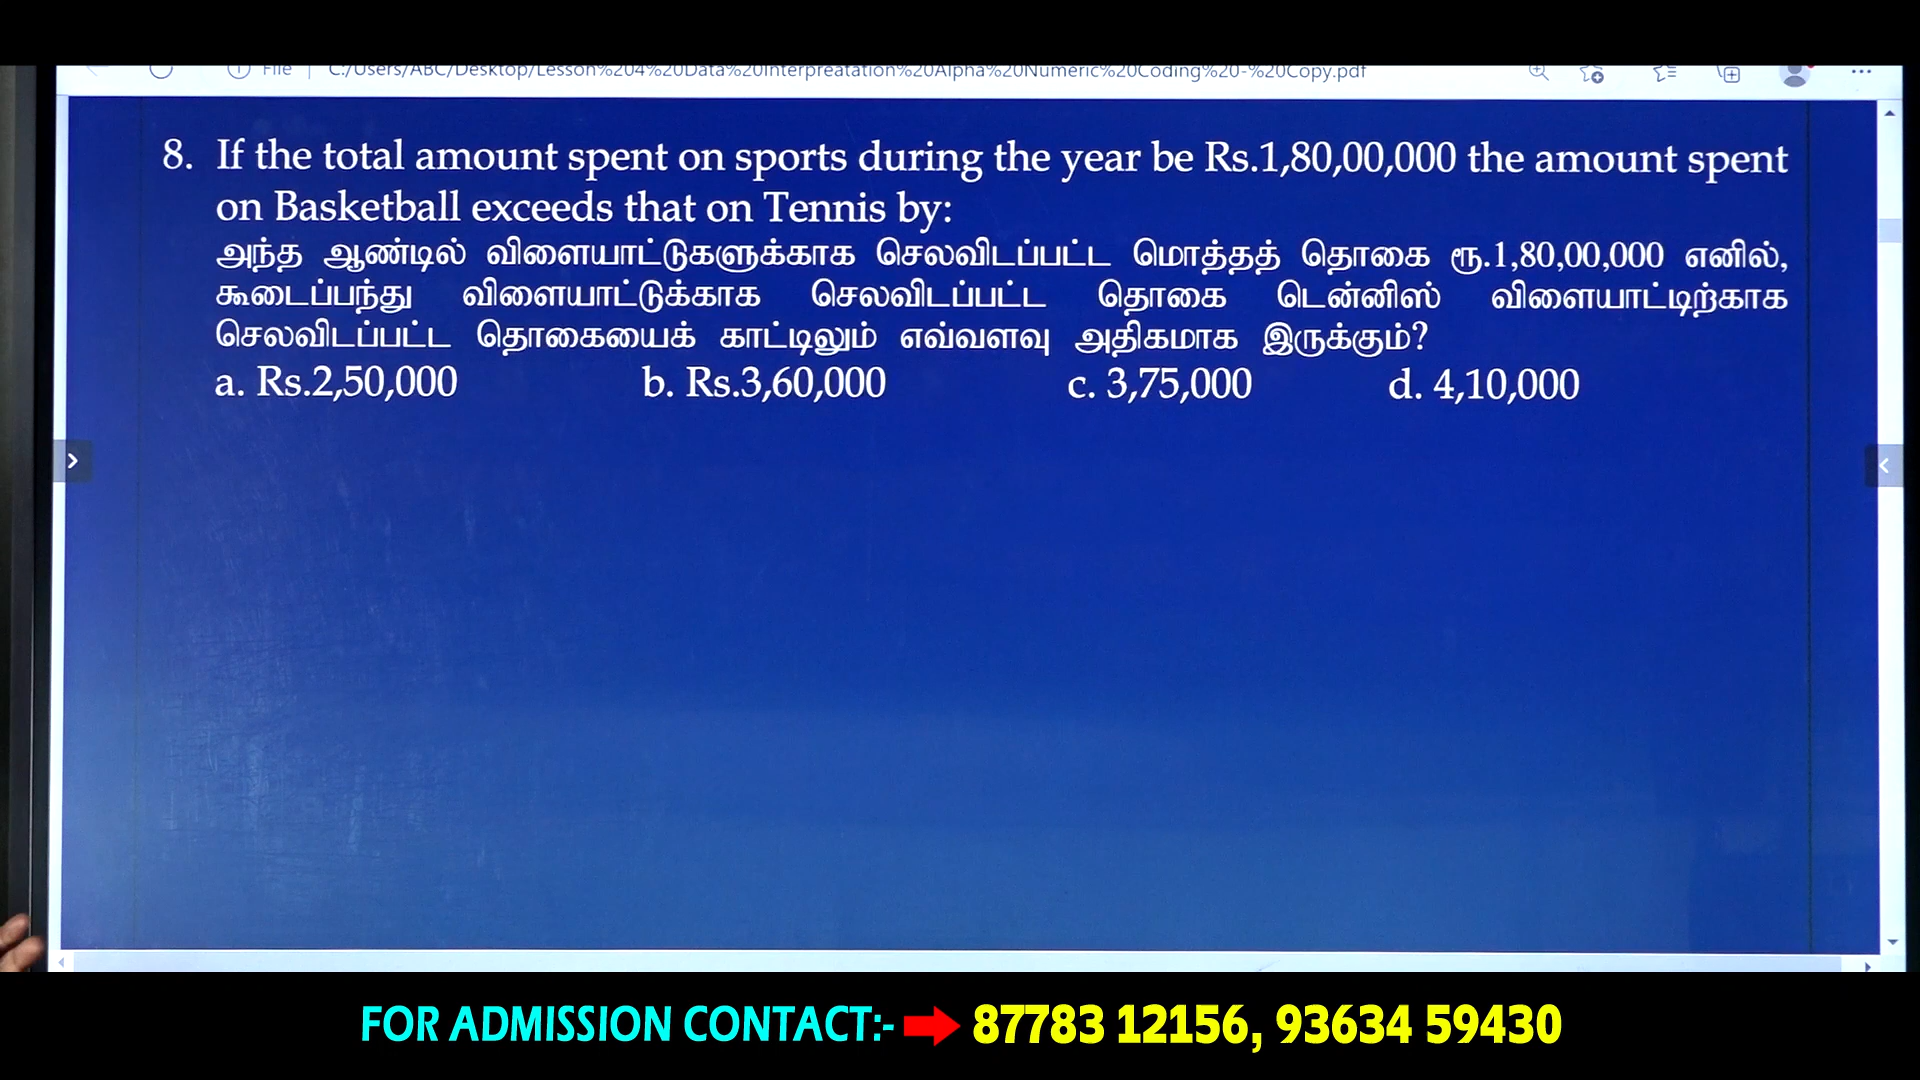 File | C:/Users/ABC/Desktop/Lesson%204%20Data%20Interpreatation%20Alpha%20Numeric%20Coding%20-%20Copy.pdf
8. If the total amount spent on sports during the year be Rs.1,80,00,000 the amount spent
on Basketball exceeds that on Tennis by:
அந்த ஆண்டில் விளையாட்டுகளுக்காக செலவிடப்பட்ட மொத்தத் தொகை ரூ.1,80,00,000 எனில்,
கூடைப்பந்து விளையாட்டுக்காக செலவிடப்பட்ட தொகை டென்னிஸ் விளையாட்டிற்காக
செலவிடப்பட்ட தொகையைக் காட்டிலும் எவ்வளவு அதிகமாக இருக்கும்?
a. Rs.2,50,000 b. Rs.3,60,000 c. 3,75,000 d. 4,10,000
FOR ADMISSION CONTACT:- 87783 12156, 93634 59430